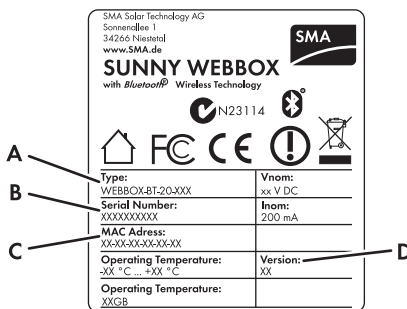 SMA Solar Technology AG
Sonnenallee 1
34266 Niestetal
www.SMA.de
SMA
SUNNY WEBBOX
with Bluetooth® Wireless Technology
N23114
FC CE
A
Type:
WEBBOX-BT-20-XXX
Vnom:
xx V DC
B
Serial Number:
XXXXXXXXXX
Inom:
200 mA
C
MAC Adress:
XX-XX-XX-XX-XX-XX
Operating Temperature:
-XX °C ... +XX °C
Version:
XX
D
Operating Temperature:
XXGB